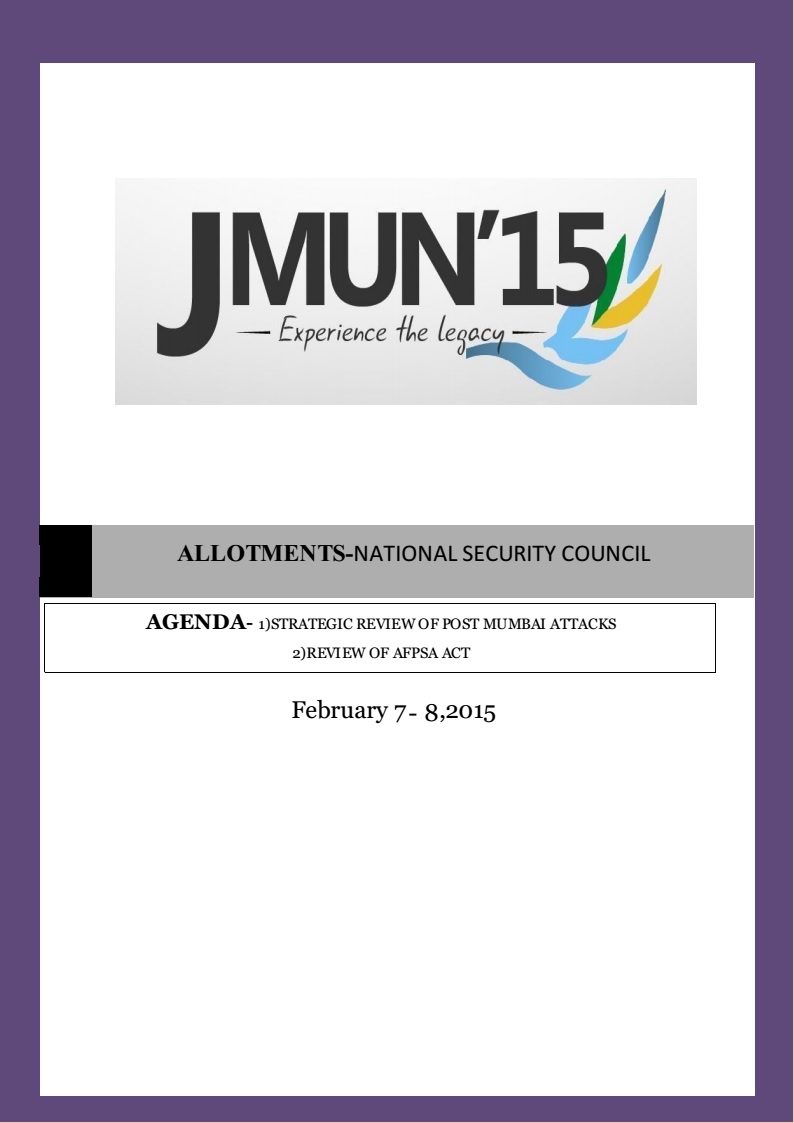 JMUN'15
Experience the legacy
ALLOTMENTS-NATIONAL SECURITY COUNCIL
AGENDA- 1)STRATEGIC REVIEW OF POST MUMBAI ATTACKS
2)REVIEW OF AFPSA ACT
February 7- 8,2015